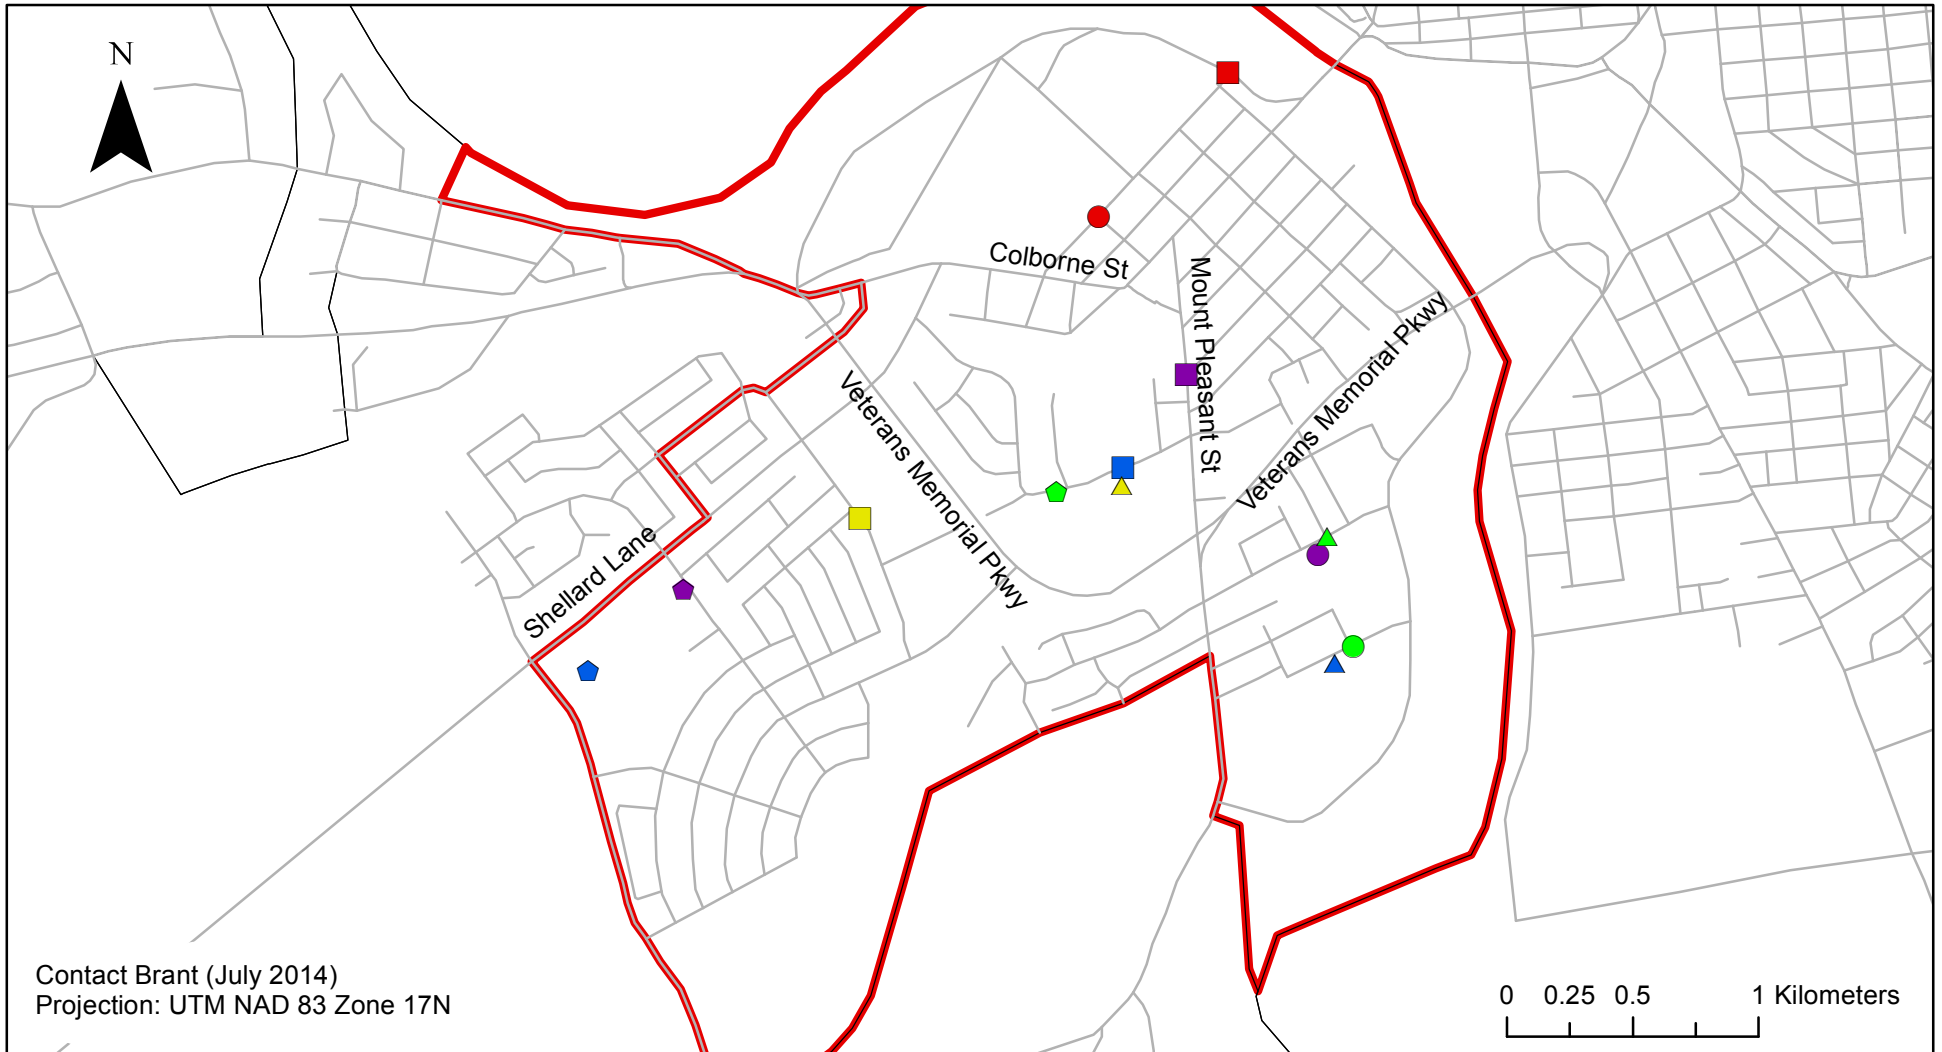 N
Colborne St
Mount Pleasant St
Veterans Memorial Pkwy
Veterans Memorial Pkwy
Shellard Lane
Contact Brant (July 2014)
Projection: UTM NAD 83 Zone 17N
0 0.25 0.5 1 Kilometers